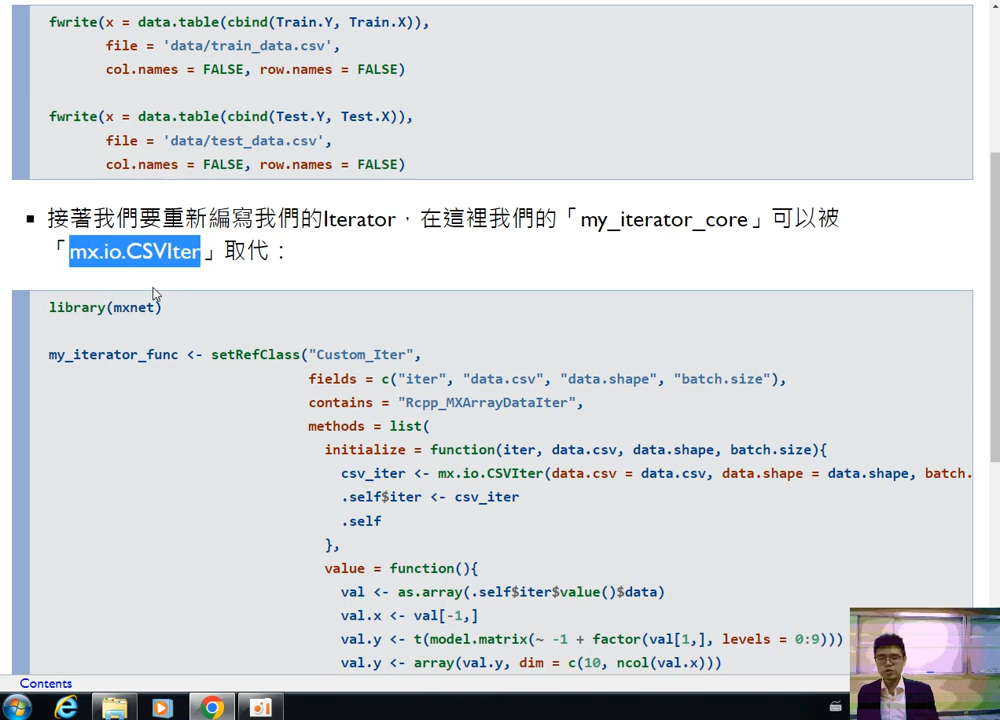 fwrite(x = data.table(cbind(Train.Y, Train.X)),
file = 'data/train_data.csv',
col.names = FALSE, row.names = FALSE)
fwrite(x = data.table(cbind(Test.Y, Test.X)),
file = 'data/test_data.csv',
col.names = FALSE, row.names = FALSE)
▪ 接著我們要重新編寫我們的Iterator，在這裡我們的「my_iterator_core」可以被
「mx.io.CSVIter」取代：
library(mxnet)
my_iterator_func <- setRefClass("Custom_Iter",
fields = c("iter", "data.csv", "data.shape", "batch.size"),
contains = "Rcpp_MXArrayDataIter",
methods = list(
initialize = function(iter, data.csv, data.shape, batch.size){
csv_iter <- mx.io.CSVIter(data.csv = data.csv, data.shape = data.shape, batch.
.self$iter <- csv_iter
.self
},
value = function(){
val <- as.array(.self$iter$value()$data)
val.x <- val[-1,]
val.y <- t(model.matrix(~ -1 + factor(val[1,], levels = 0:9)))
val.y <- array(val.y, dim = c(10, ncol(val.x)))
Contents